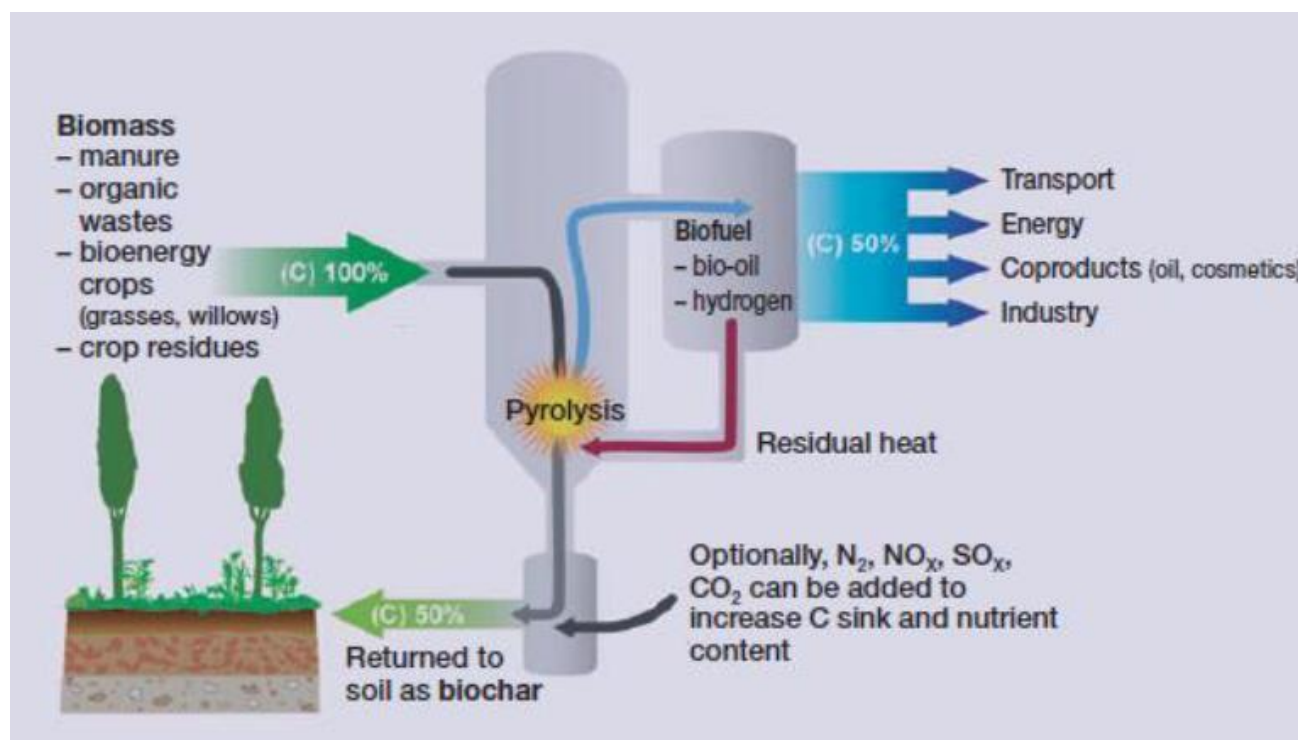 Biomass
– manure
– organic
wastes
– bioenergy
crops
(grasses, willows)
– crop residues
(C) 100%
Pyrolysis
Biofuel
– bio-oil
– hydrogen
(C) 50%
Transport
Energy
Coproducts (oil, cosmetics)
Industry
Residual heat
Optionally, N₂, NOₓ, SOₓ,
CO₂ can be added to
increase C sink and nutrient
content
(C) 50%
Returned to
soil as biochar